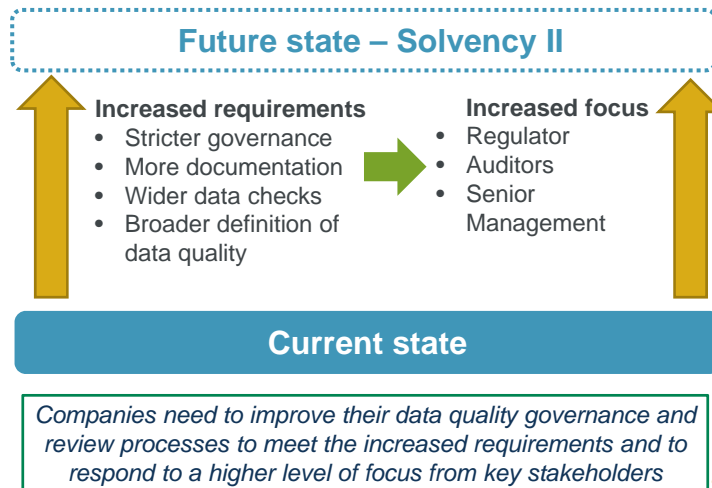 Future state – Solvency II
Increased requirements
• Stricter governance
• More documentation
• Wider data checks
• Broader definition of
data quality
Increased focus
• Regulator
• Auditors
• Senior
Management
Current state
Companies need to improve their data quality governance and
review processes to meet the increased requirements and to
respond to a higher level of focus from key stakeholders